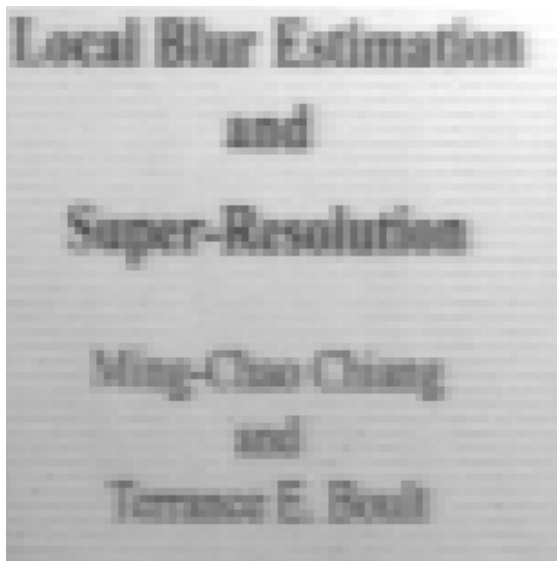 Local Blur Estimation
and
Super-Resolution
Ming-Chao Chiang
and
Terrance E. Boult